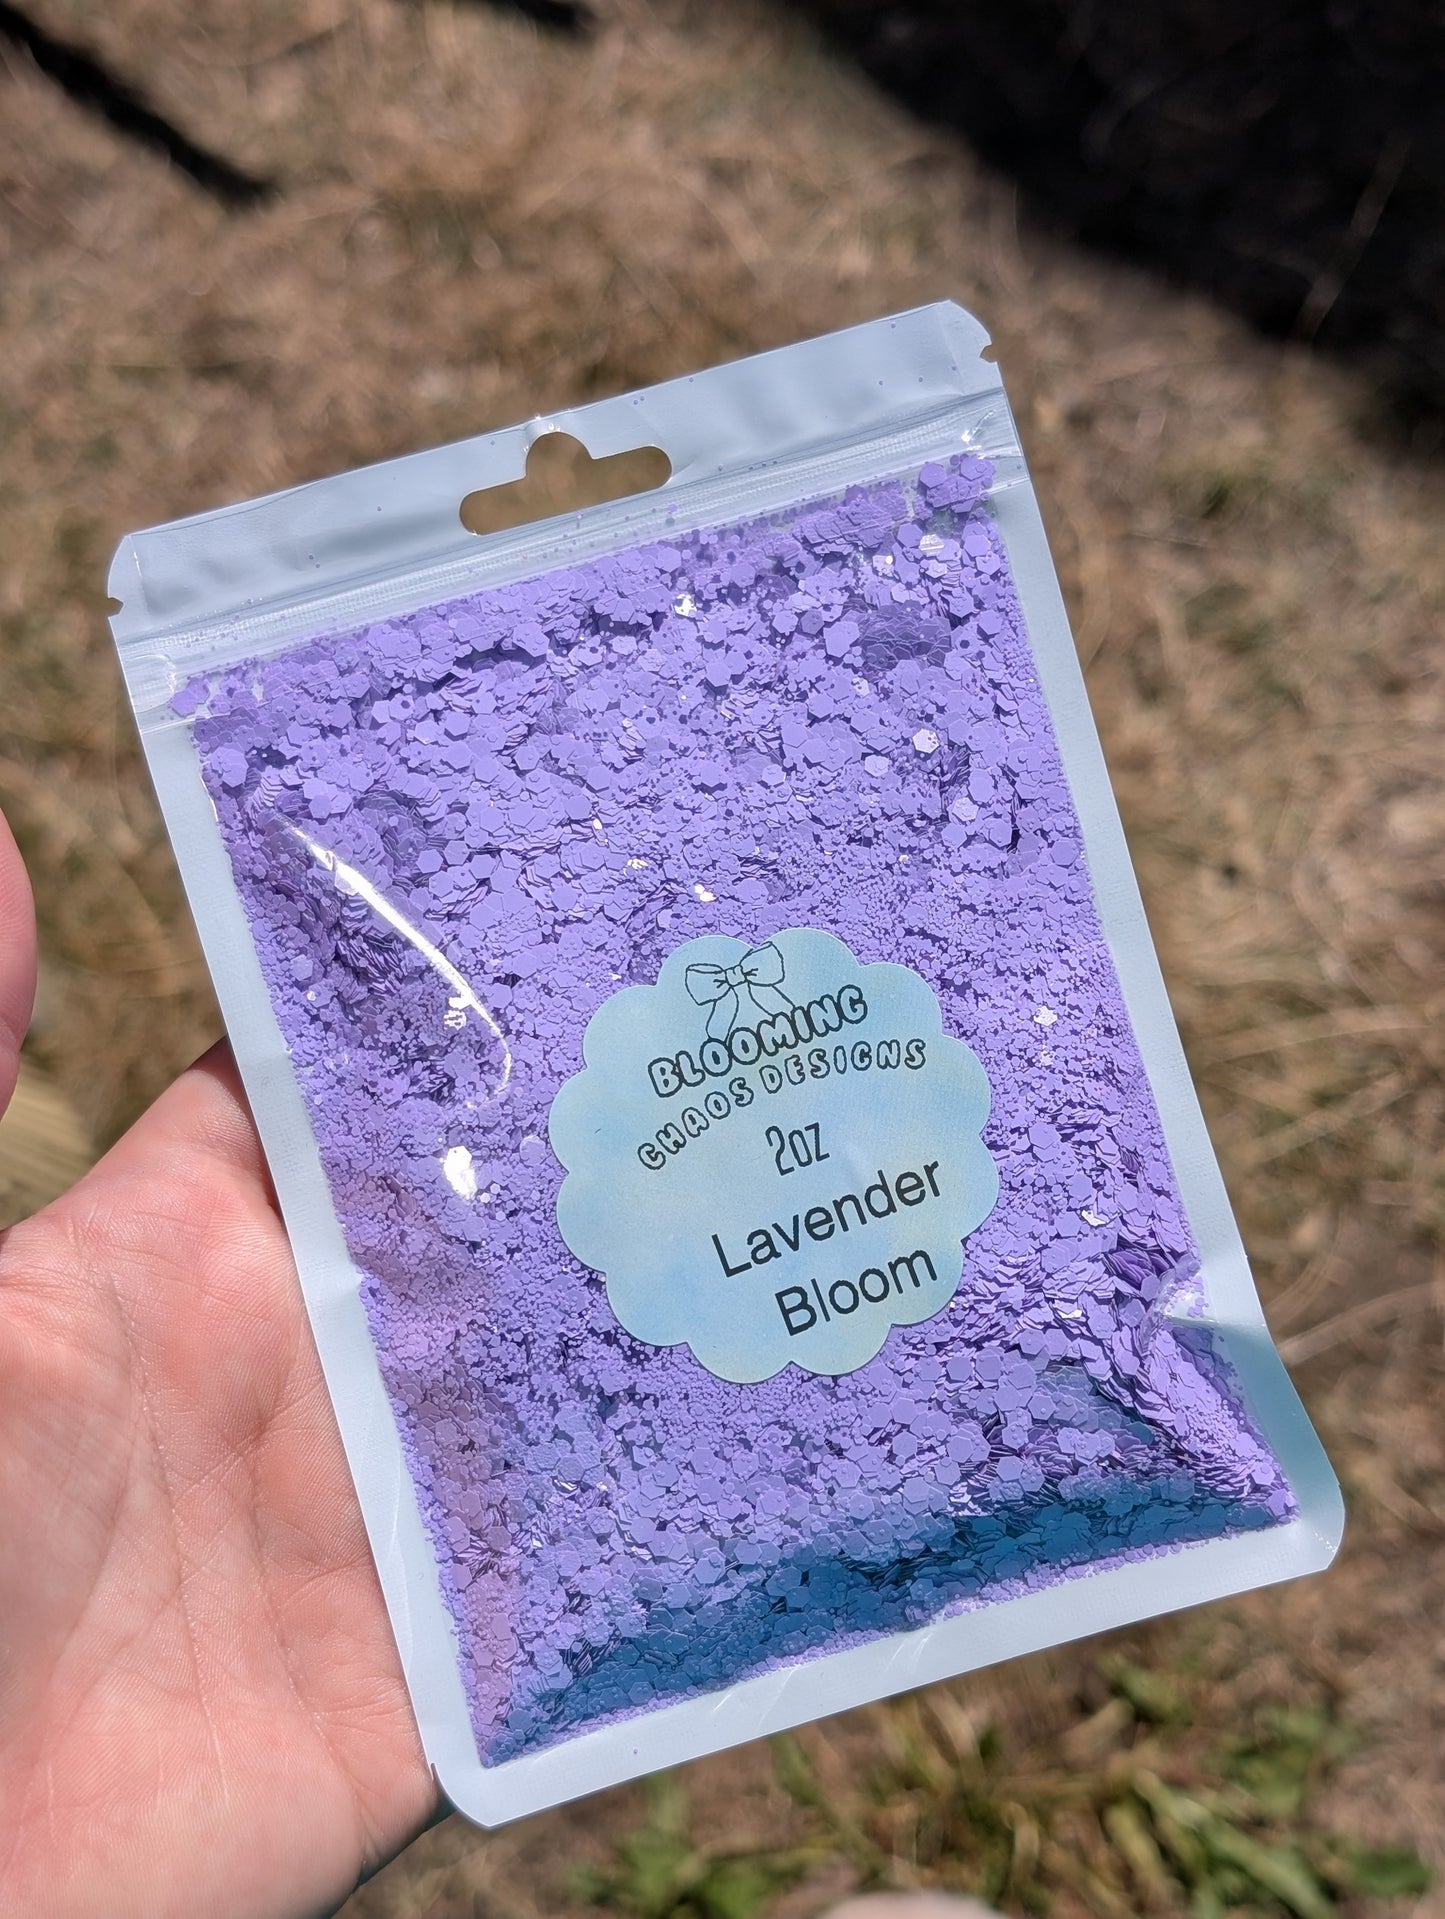 BLOOMING
CHAOS DESIGNS
2oz
Lavender
Bloom